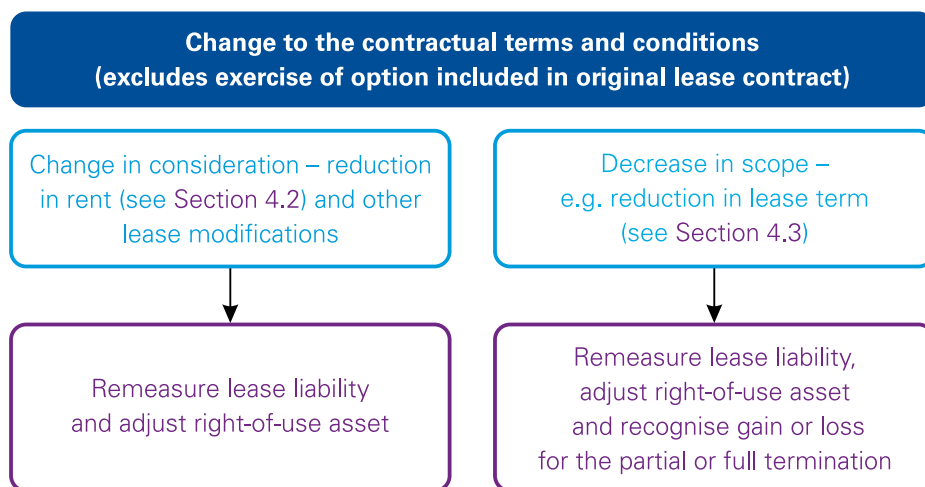 Change to the contractual terms and conditions
(excludes exercise of option included in original lease contract)
Change in consideration – reduction
in rent (see Section 4.2) and other
lease modifications
Decrease in scope –
e.g. reduction in lease term
(see Section 4.3)
Remeasure lease liability
and adjust right-of-use asset
Remeasure lease liability,
adjust right-of-use asset
and recognise gain or loss
for the partial or full termination